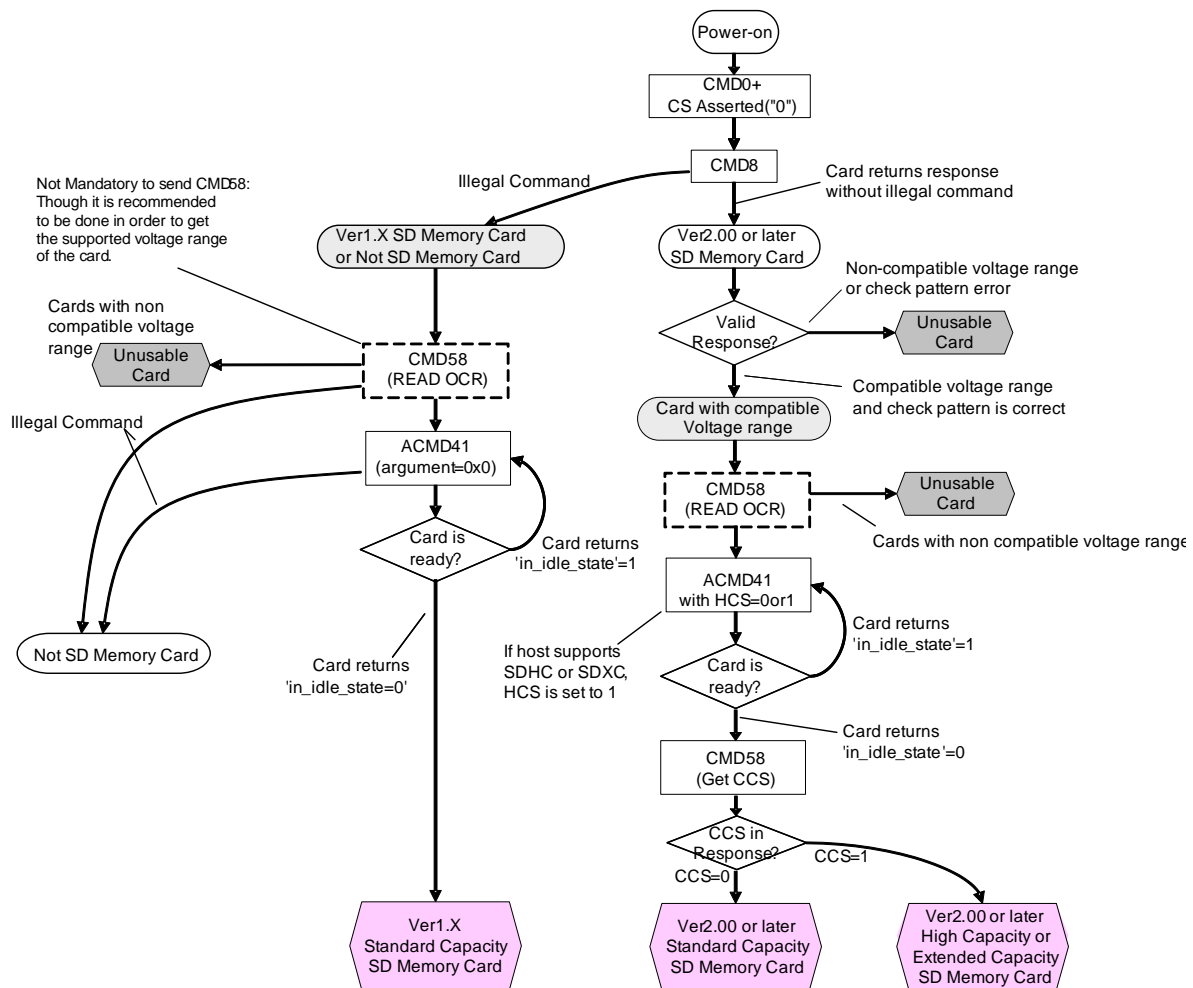 Power-on
CMD0+
CS Asserted("0")
CMD8
Illegal Command
Card returns response
without illegal command
Not Mandatory to send CMD58:
Though it is recommended
to be done in order to get
the supported voltage range
of the card.
Ver1.X SD Memory Card
or Not SD Memory Card
Ver2.00 or later
SD Memory Card
Non-compatible voltage range
or check pattern error
Cards with non
compatible voltage
range
Unusable
Card
CMD58
(READ OCR)
Valid
Response?
Unusable
Card
Compatible voltage range
and check pattern is correct
Card with compatible
Voltage range
Illegal Command
ACMD41
(argument=0x0)
CMD58
(READ OCR)
Unusable
Card
Cards with non compatible voltage range
Card is
ready?
Card returns
'in_idle_state'=1
ACMD41
with HCS=0or1
Card returns
'in_idle_state'=1
Not SD Memory Card
Card returns
'in_idle_state=0'
If host supports
SDHC or SDXC,
HCS is set to 1
Card is
ready?
Card returns
'in_idle_state'=0
CMD58
(Get CCS)
CCS in
Response?
CCS=1
CCS=0
Ver1.X
Standard Capacity
SD Memory Card
Ver2.00 or later
Standard Capacity
SD Memory Card
Ver2.00 or later
High Capacity or
Extended Capacity
SD Memory Card